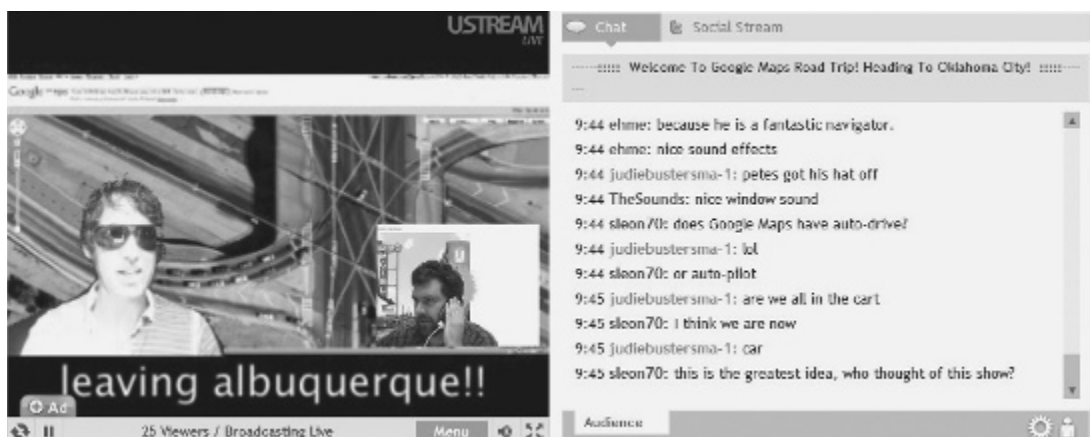 USTREAM
LIVE
Google maps
leaving albuquerque!!
Ad
25 Viewers / Broadcasting Live
Menu
Chat
Social Stream
------::::: Welcome To Google Maps Road Trip! Heading To Oklahoma City! :::::----
---
9:44 ehme: because he is a fantastic navigator.
9:44 ehme: nice sound effects
9:44 judiebustersma-1: petes got his hat off
9:44 TheSounds: nice window sound
9:44 sleon70: does Google Maps have auto-drive?
9:44 judiebustersma-1: lol
9:44 sleon70: or auto-pilot
9:45 judiebustersma-1: are we all in the cart
9:45 sleon70: I think we are now
9:45 judiebustersma-1: car
9:45 sleon70: this is the greatest idea, who thought of this show?
Audience